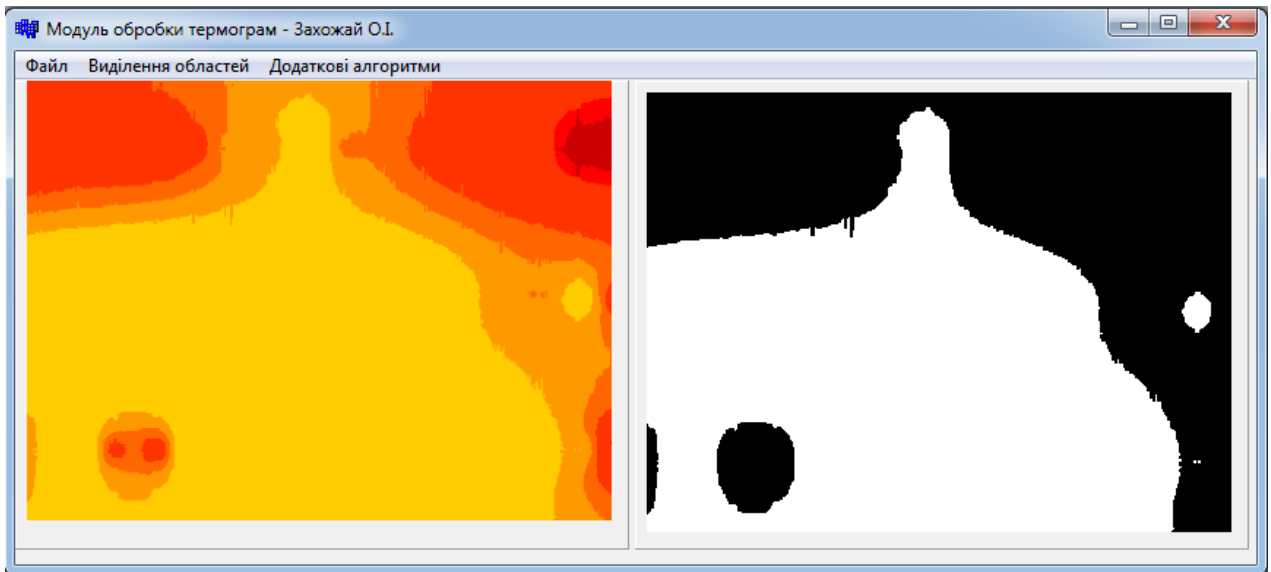 Модуль обробки термограм - Захожай О.І.
Файл Виділення областей Додаткові алгоритми